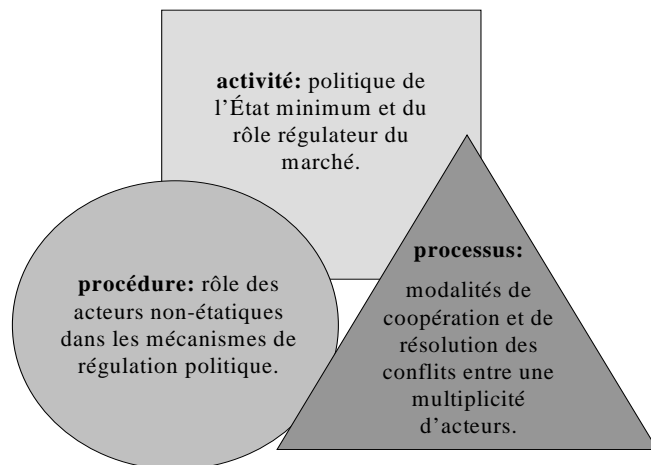 activité: politique de
l’État minimum et du
rôle régulateur du
marché.
procédure: rôle des
acteurs non-étatiques
dans les mécanismes de
régulation politique.
processus:
modalités de
coopération et de
résolution des
conflits entre une
multiplicité
d’acteurs.